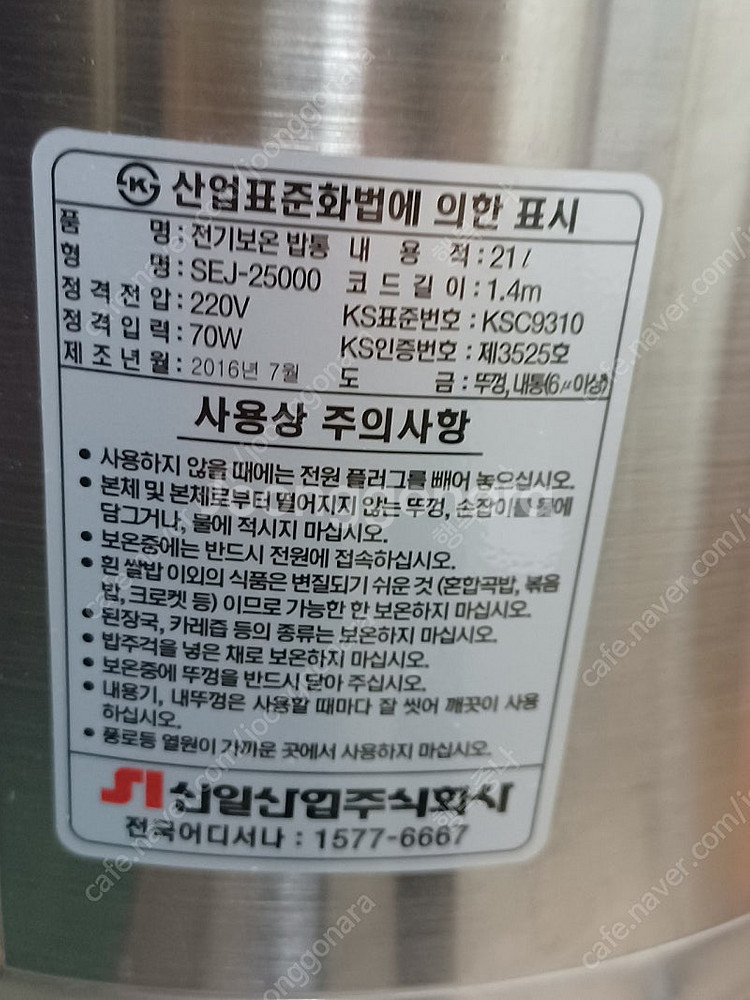 산업표준화법에 의한 표시
품 명 : 전기보온 밥통 내 용 적 : 21ℓ
형 명 : SEJ-25000 코 드 길 이 : 1.4m
정 격 전 압 : 220V KS표준번호 : KSC9310
정 격 입 력 : 70W KS인증번호 : 제3525호
제 조 년 월 : 2016년 7월 도 금 : 뚜껑, 내통(6μ이상)
사용상 주의사항
• 사용하지 않을 때에는 전원 플러그를 빼어 놓으십시오.
• 본체 및 본체로부터 떨어지지 않는 뚜껑, 손잡이를 물에
담그거나, 물에 적시지 마십시오.
• 보온중에는 반드시 전원에 접속하십시오.
• 흰 쌀밥 이외의 식품은 변질되기 쉬운 것 (혼합곡밥, 볶음
밥, 크로켓 등) 이므로 가능한 한 보온하지 마십시오.
• 된장국, 카레즙 등의 종류는 보온하지 마십시오.
• 밥주걱을 넣은 채로 보온하지 마십시오.
• 보온중에 뚜껑을 반드시 닫아 주십시오.
• 내용기, 내뚜껑은 사용할 때마다 잘 씻어 깨끗이 사용
하십시오.
• 풍로등 열원이 가까운 곳에서 사용하지 마십시오.
SI 신일산업주식회사
전국어디서나 : 1577-6667
cafe.naver.com/joonggonara